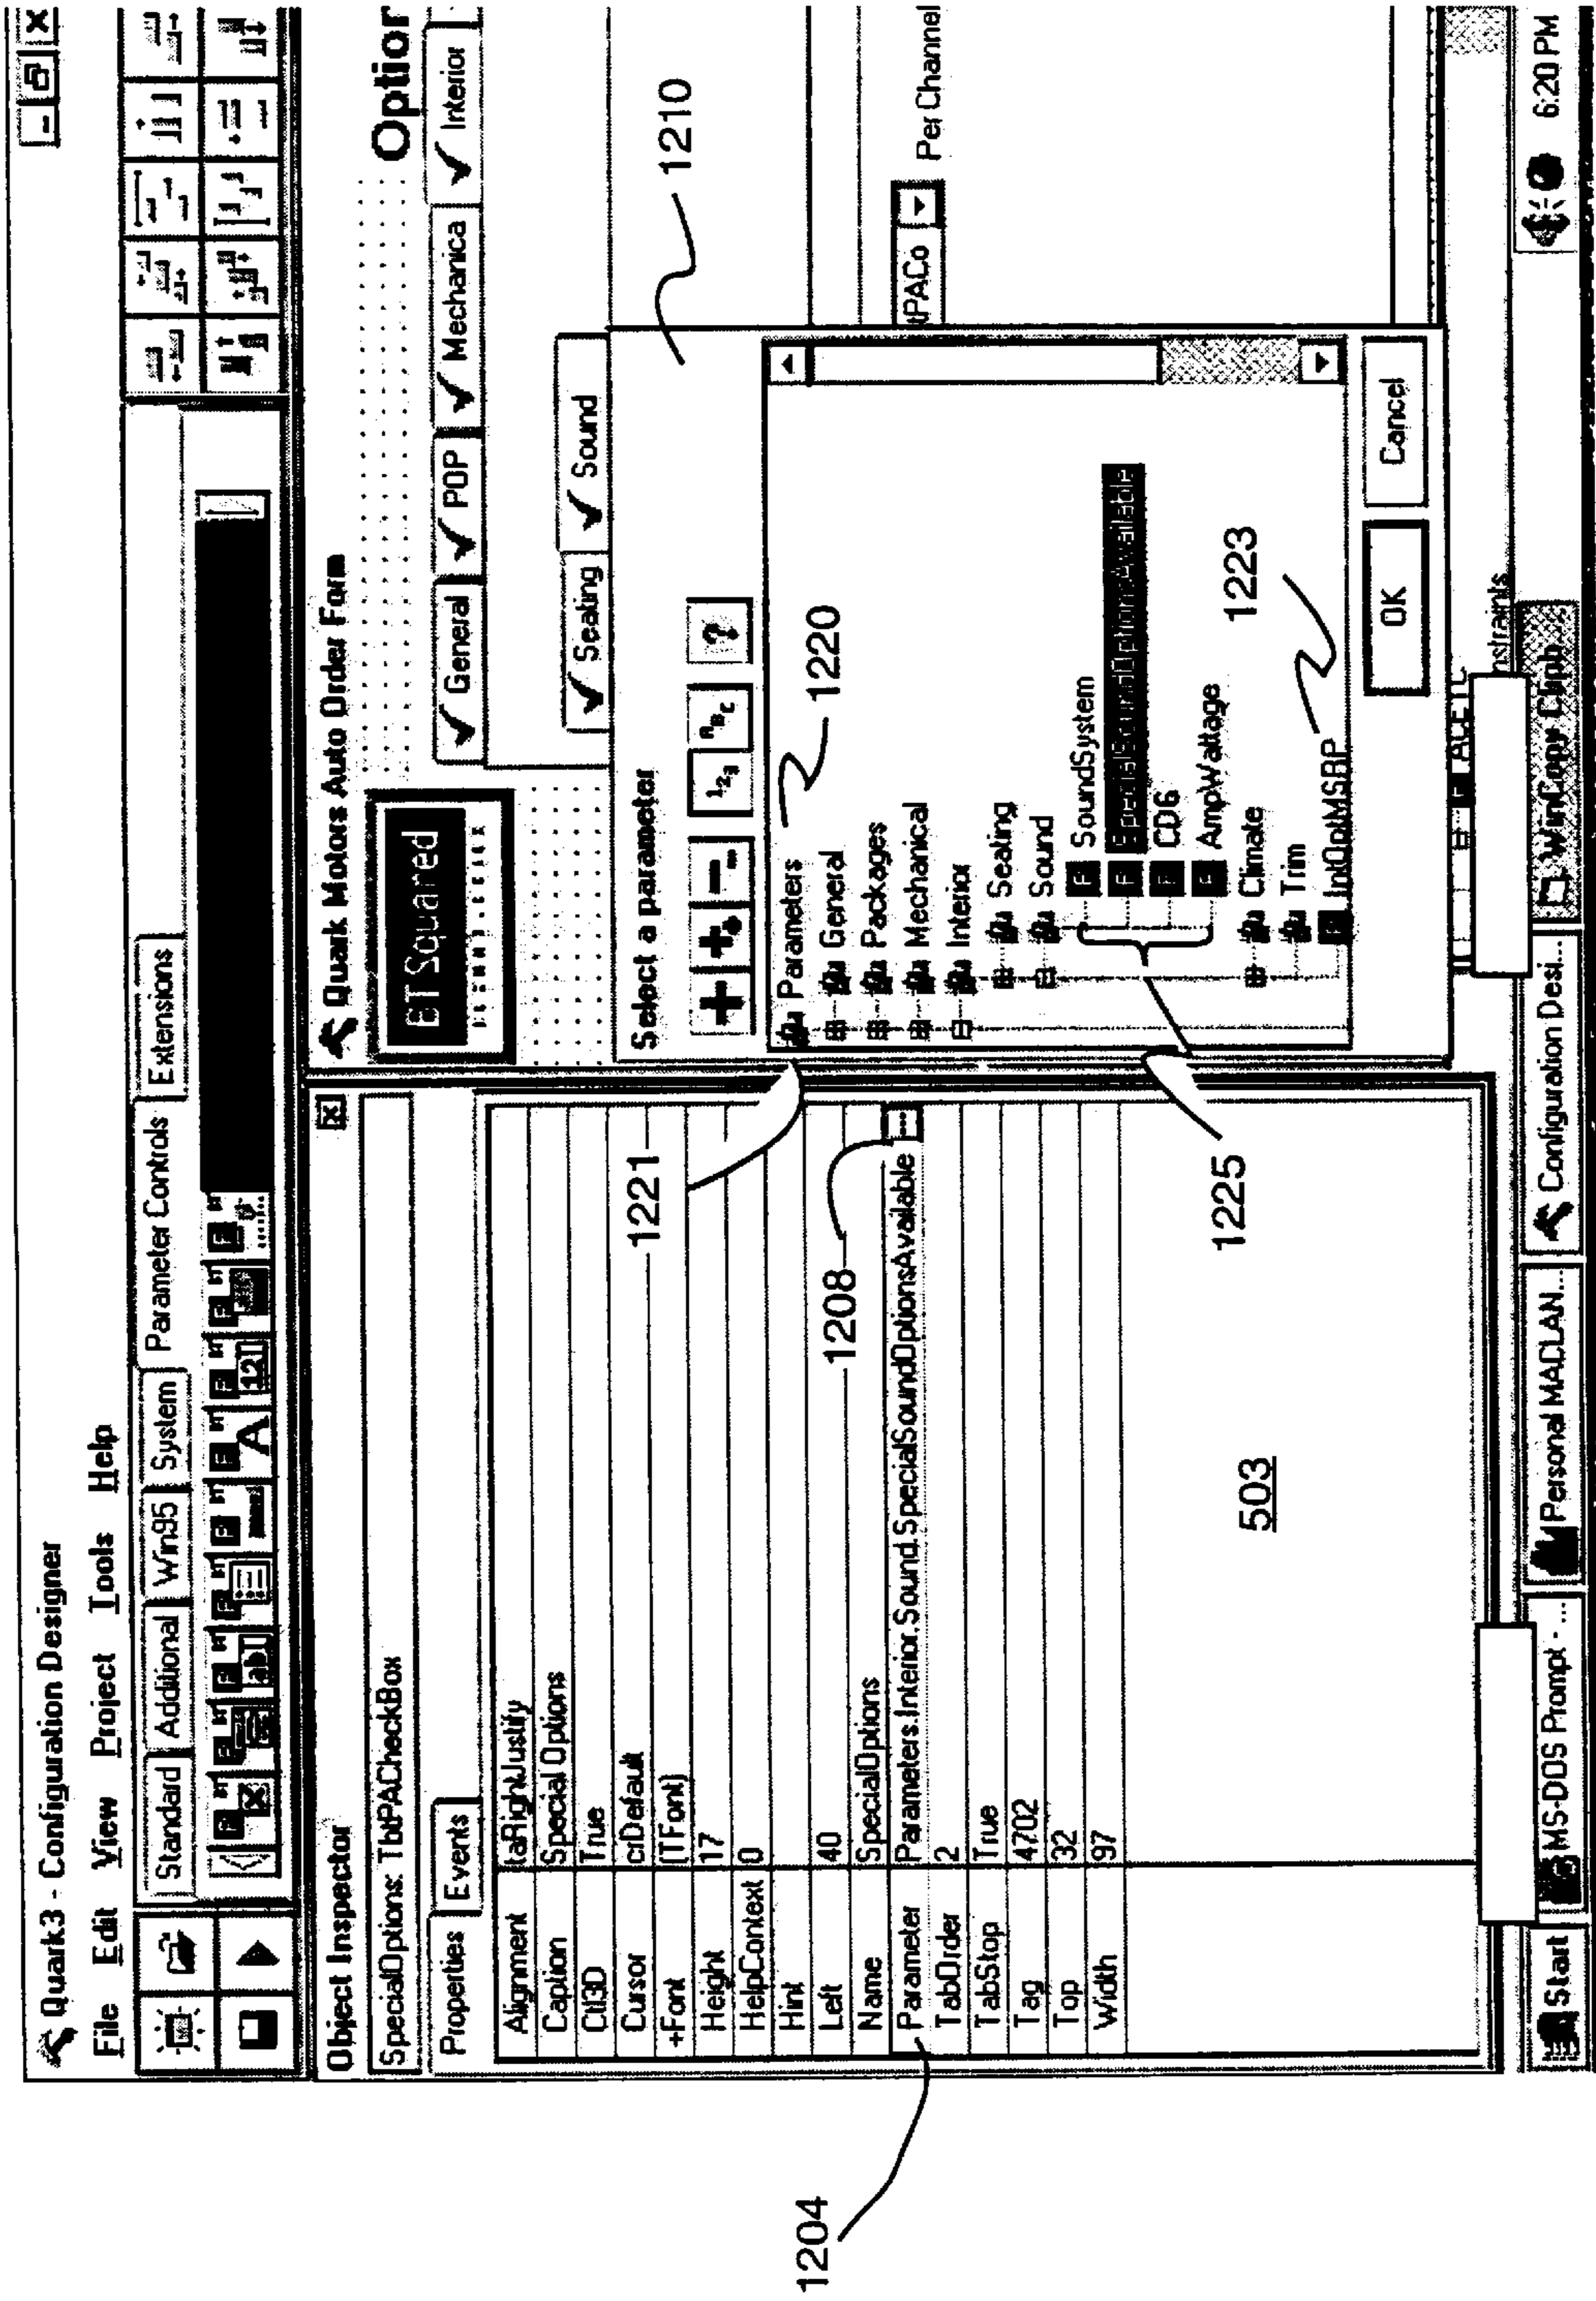 Quark3 - Configuration Designer
File Edit View Project Tools Help
Standard Additional Win95 System Parameter Controls Extensions
Object Inspector
SpecialOptions: TbtPACheckBox
Properties Events
Alignment taRightJustify
Caption Special Options
Ctl3D True
Cursor crDefault
+Font (TFont)
Height 17
HelpContext 0
Hint
Left 40
Name SpecialOptions
Parameter Parameters.Interior.Sound.SpecialSoundOptionsAvailable ...
TabOrder 2
TabStop True
Tag 4702
Top 32
Width 97
503
1204
1208
1221
1225
Quark Motors Auto Order Form
BT Squared
Option
General POP Mechanica Interior
Seating Sound
1210
Select a parameter
?
1220
Parameters
General
Packages
Mechanical
Interior
Seating
Sound
SoundSystem
CD6
AmpWattage
Climate
Trim
IntOptMSRP
1223
OK Cancel
tPACo Per Channel
nstraints
Start MS-DOS Prompt - ... Personal MACLAN... Configuration Desi... WinCopy Clipb... 6:20 PM